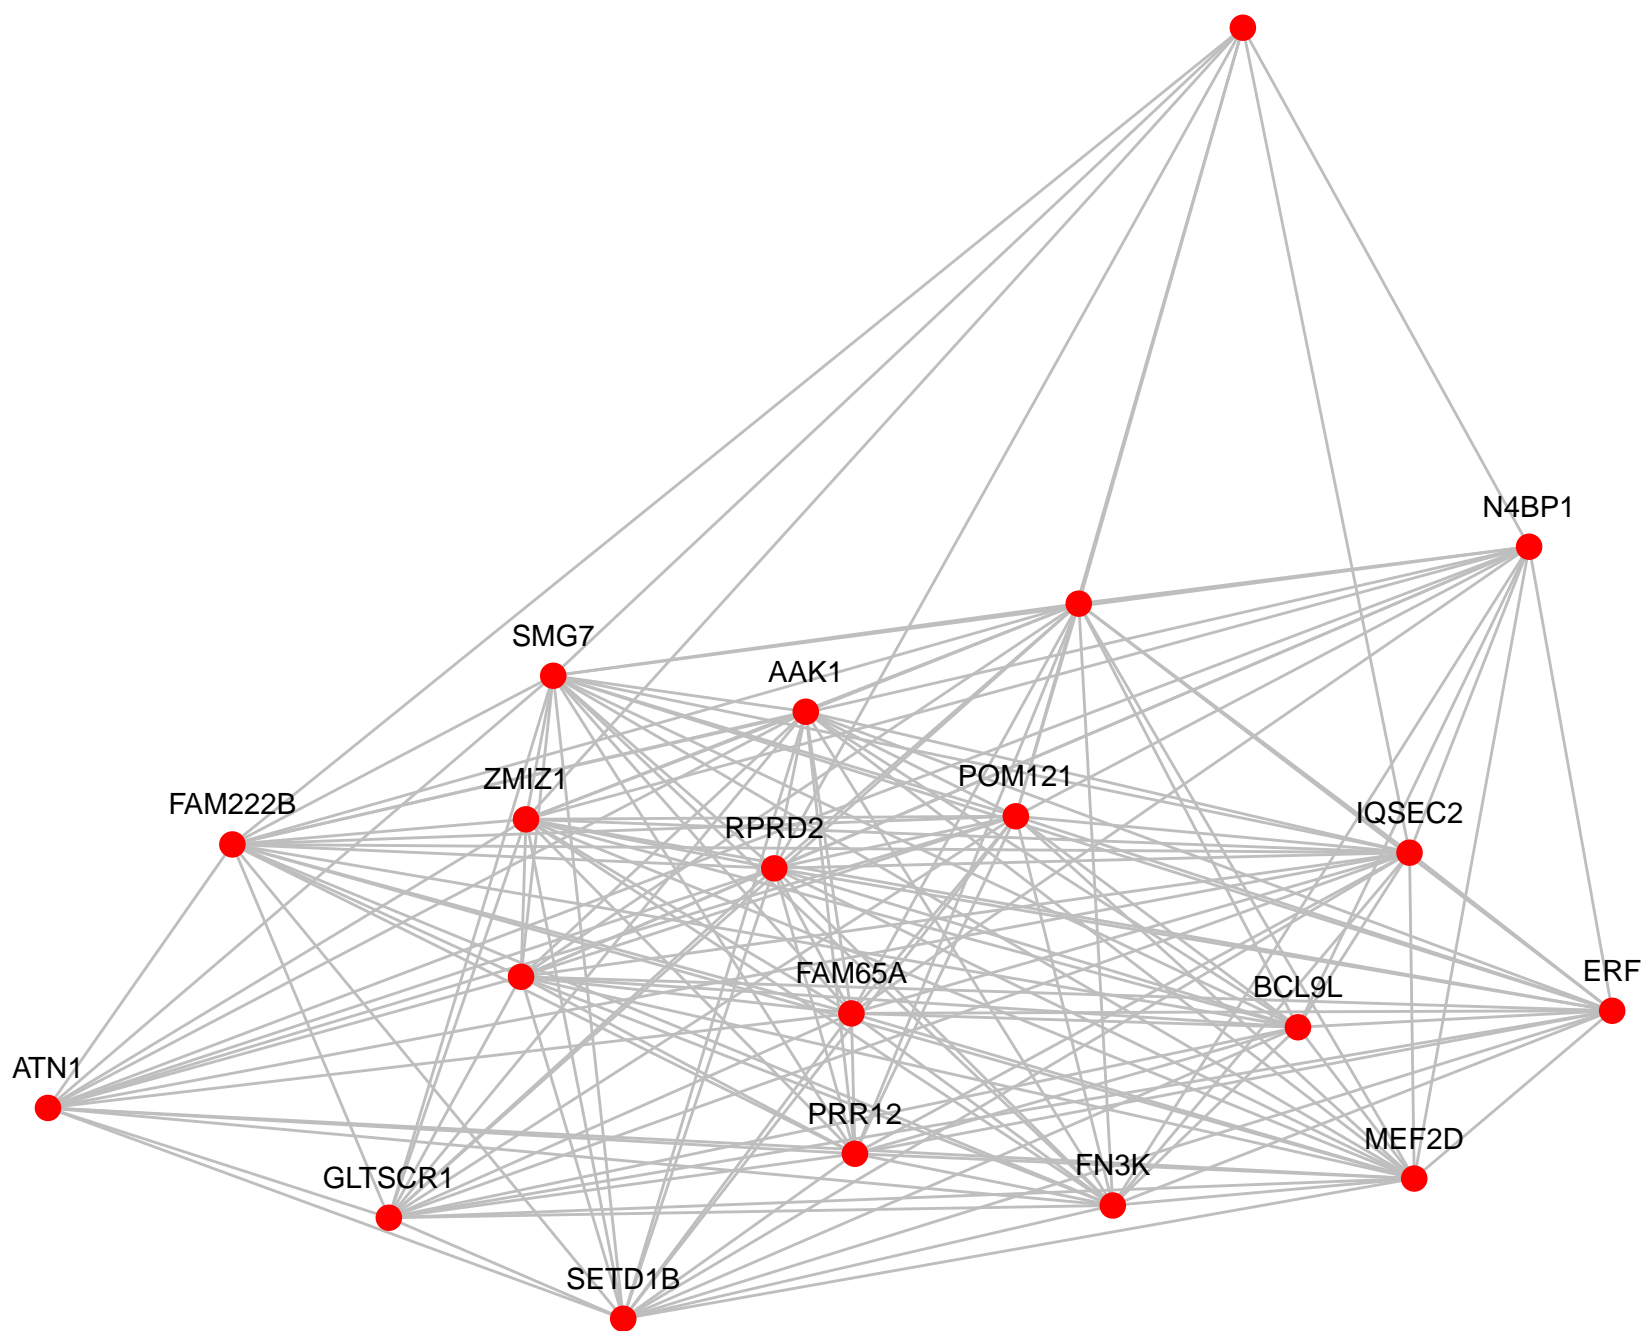 N4BP1
SMG7
AAK1
ZMIZ1
POM121
FAM222B
IQSEC2
RPRD2
FAM65A
ERF
BCL9L
ATN1
PRR12
MEF2D
FN3K
GLTSCR1
SETD1B